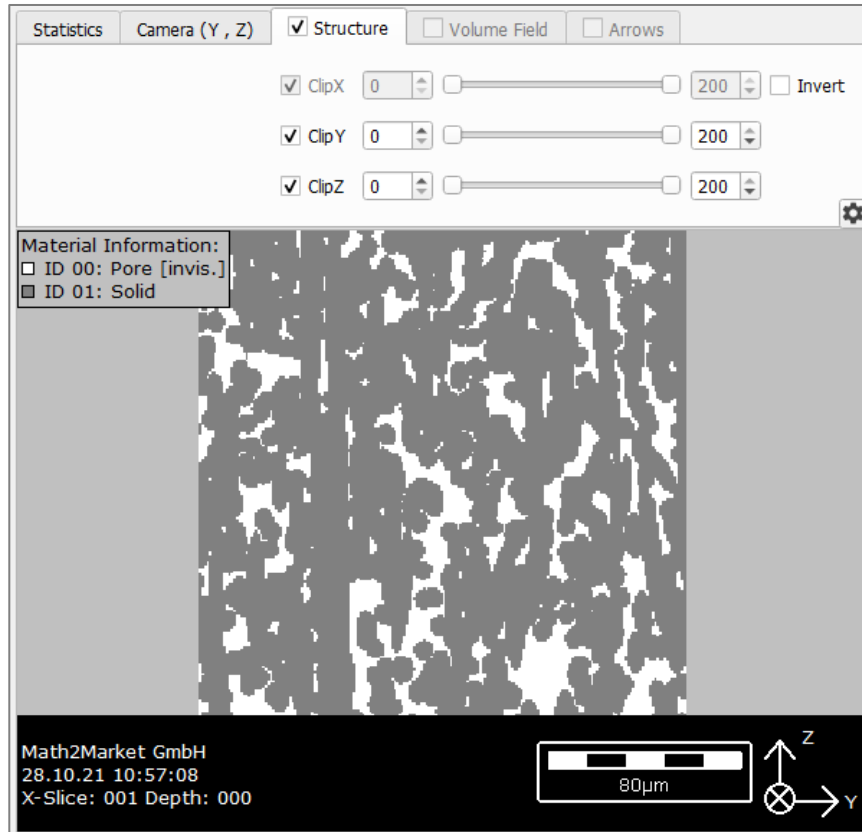 Statistics Camera (Y , Z) Structure Volume Field Arrows
ClipX 0 200 Invert
ClipY 0 200
ClipZ 0 200
Material Information:
ID 00: Pore [invis.]
ID 01: Solid
Math2Market GmbH
28.10.21 10:57:08
X-Slice: 001 Depth: 000
80µm
Z
Y